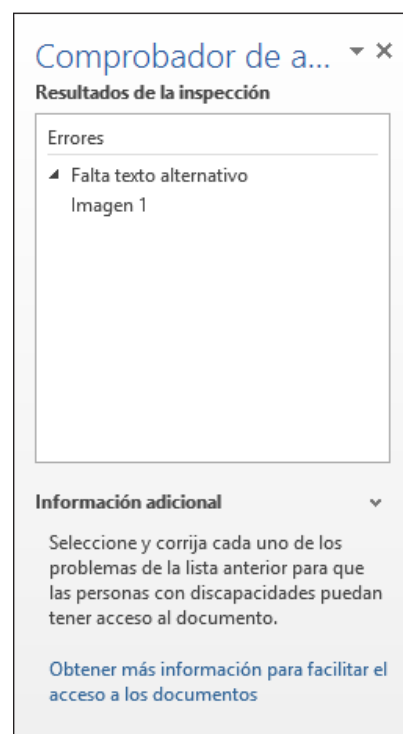 Comprobador de a...
Resultados de la inspección
Errores
Falta texto alternativo
Imagen 1
Información adicional
Seleccione y corrija cada uno de los
problemas de la lista anterior para que
las personas con discapacidades puedan
tener acceso al documento.
Obtener más información para facilitar el
acceso a los documentos